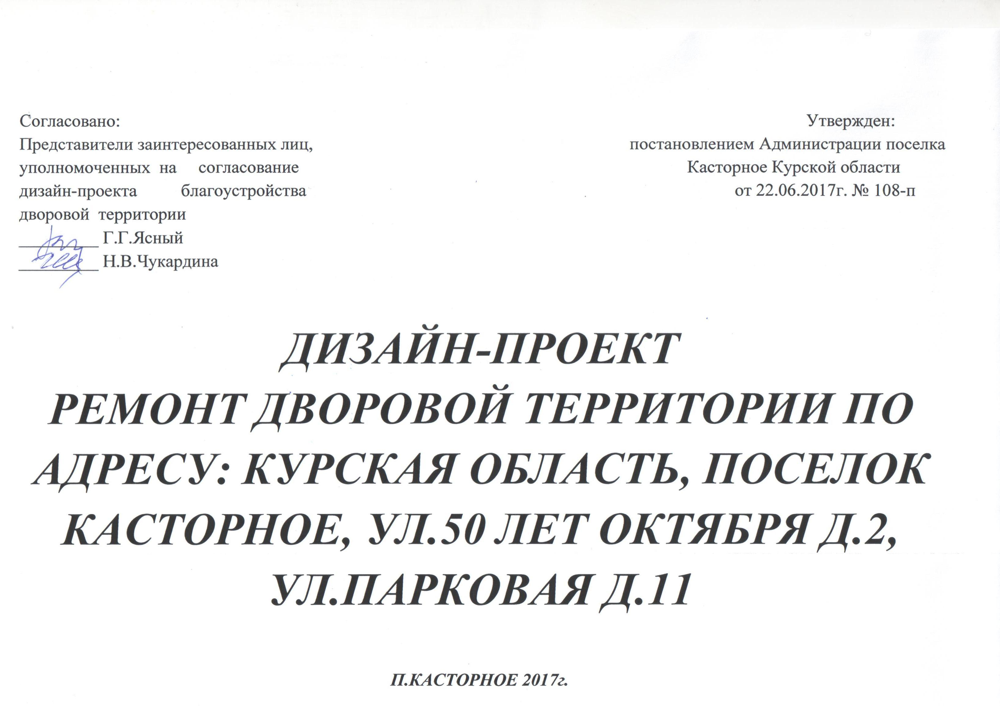 Согласовано:
Представители заинтересованных лиц,
уполномоченных на согласование
дизайн-проекта благоустройства
дворовой территории
Г.Г.Ясный
Н.В.Чукардина
Утвержден:
постановлением Администрации поселка
Касторное Курской области
от 22.06.2017г. № 108-п
ДИЗАЙН-ПРОЕКТ
РЕМОНТ ДВОРОВОЙ ТЕРРИТОРИИ ПО
АДРЕСУ: КУРСКАЯ ОБЛАСТЬ, ПОСЕЛОК
КАСТОРНОЕ, УЛ.50 ЛЕТ ОКТЯБРЯ Д.2,
УЛ.ПАРКОВАЯ Д.11
П.КАСТОРНОЕ 2017г.